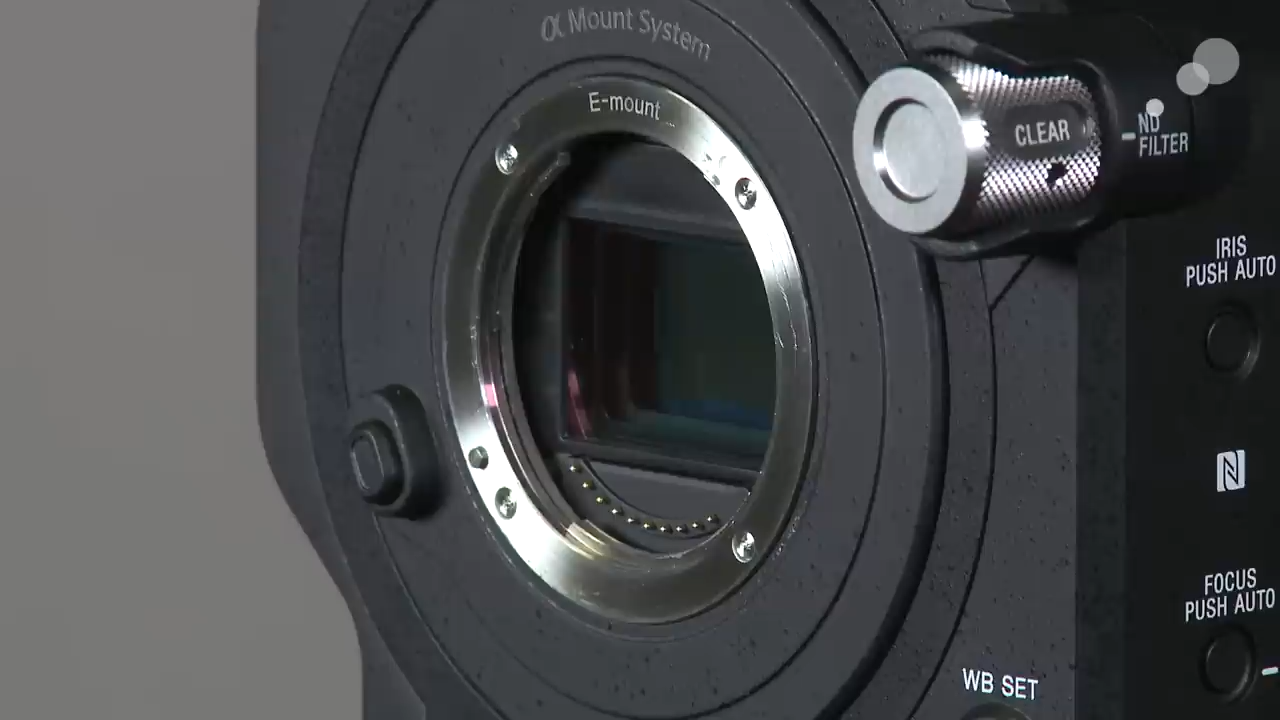 α Mount System
E-mount
CLEAR
ND
FILTER
IRIS
PUSH AUTO
FOCUS
PUSH AUTO
WB SET